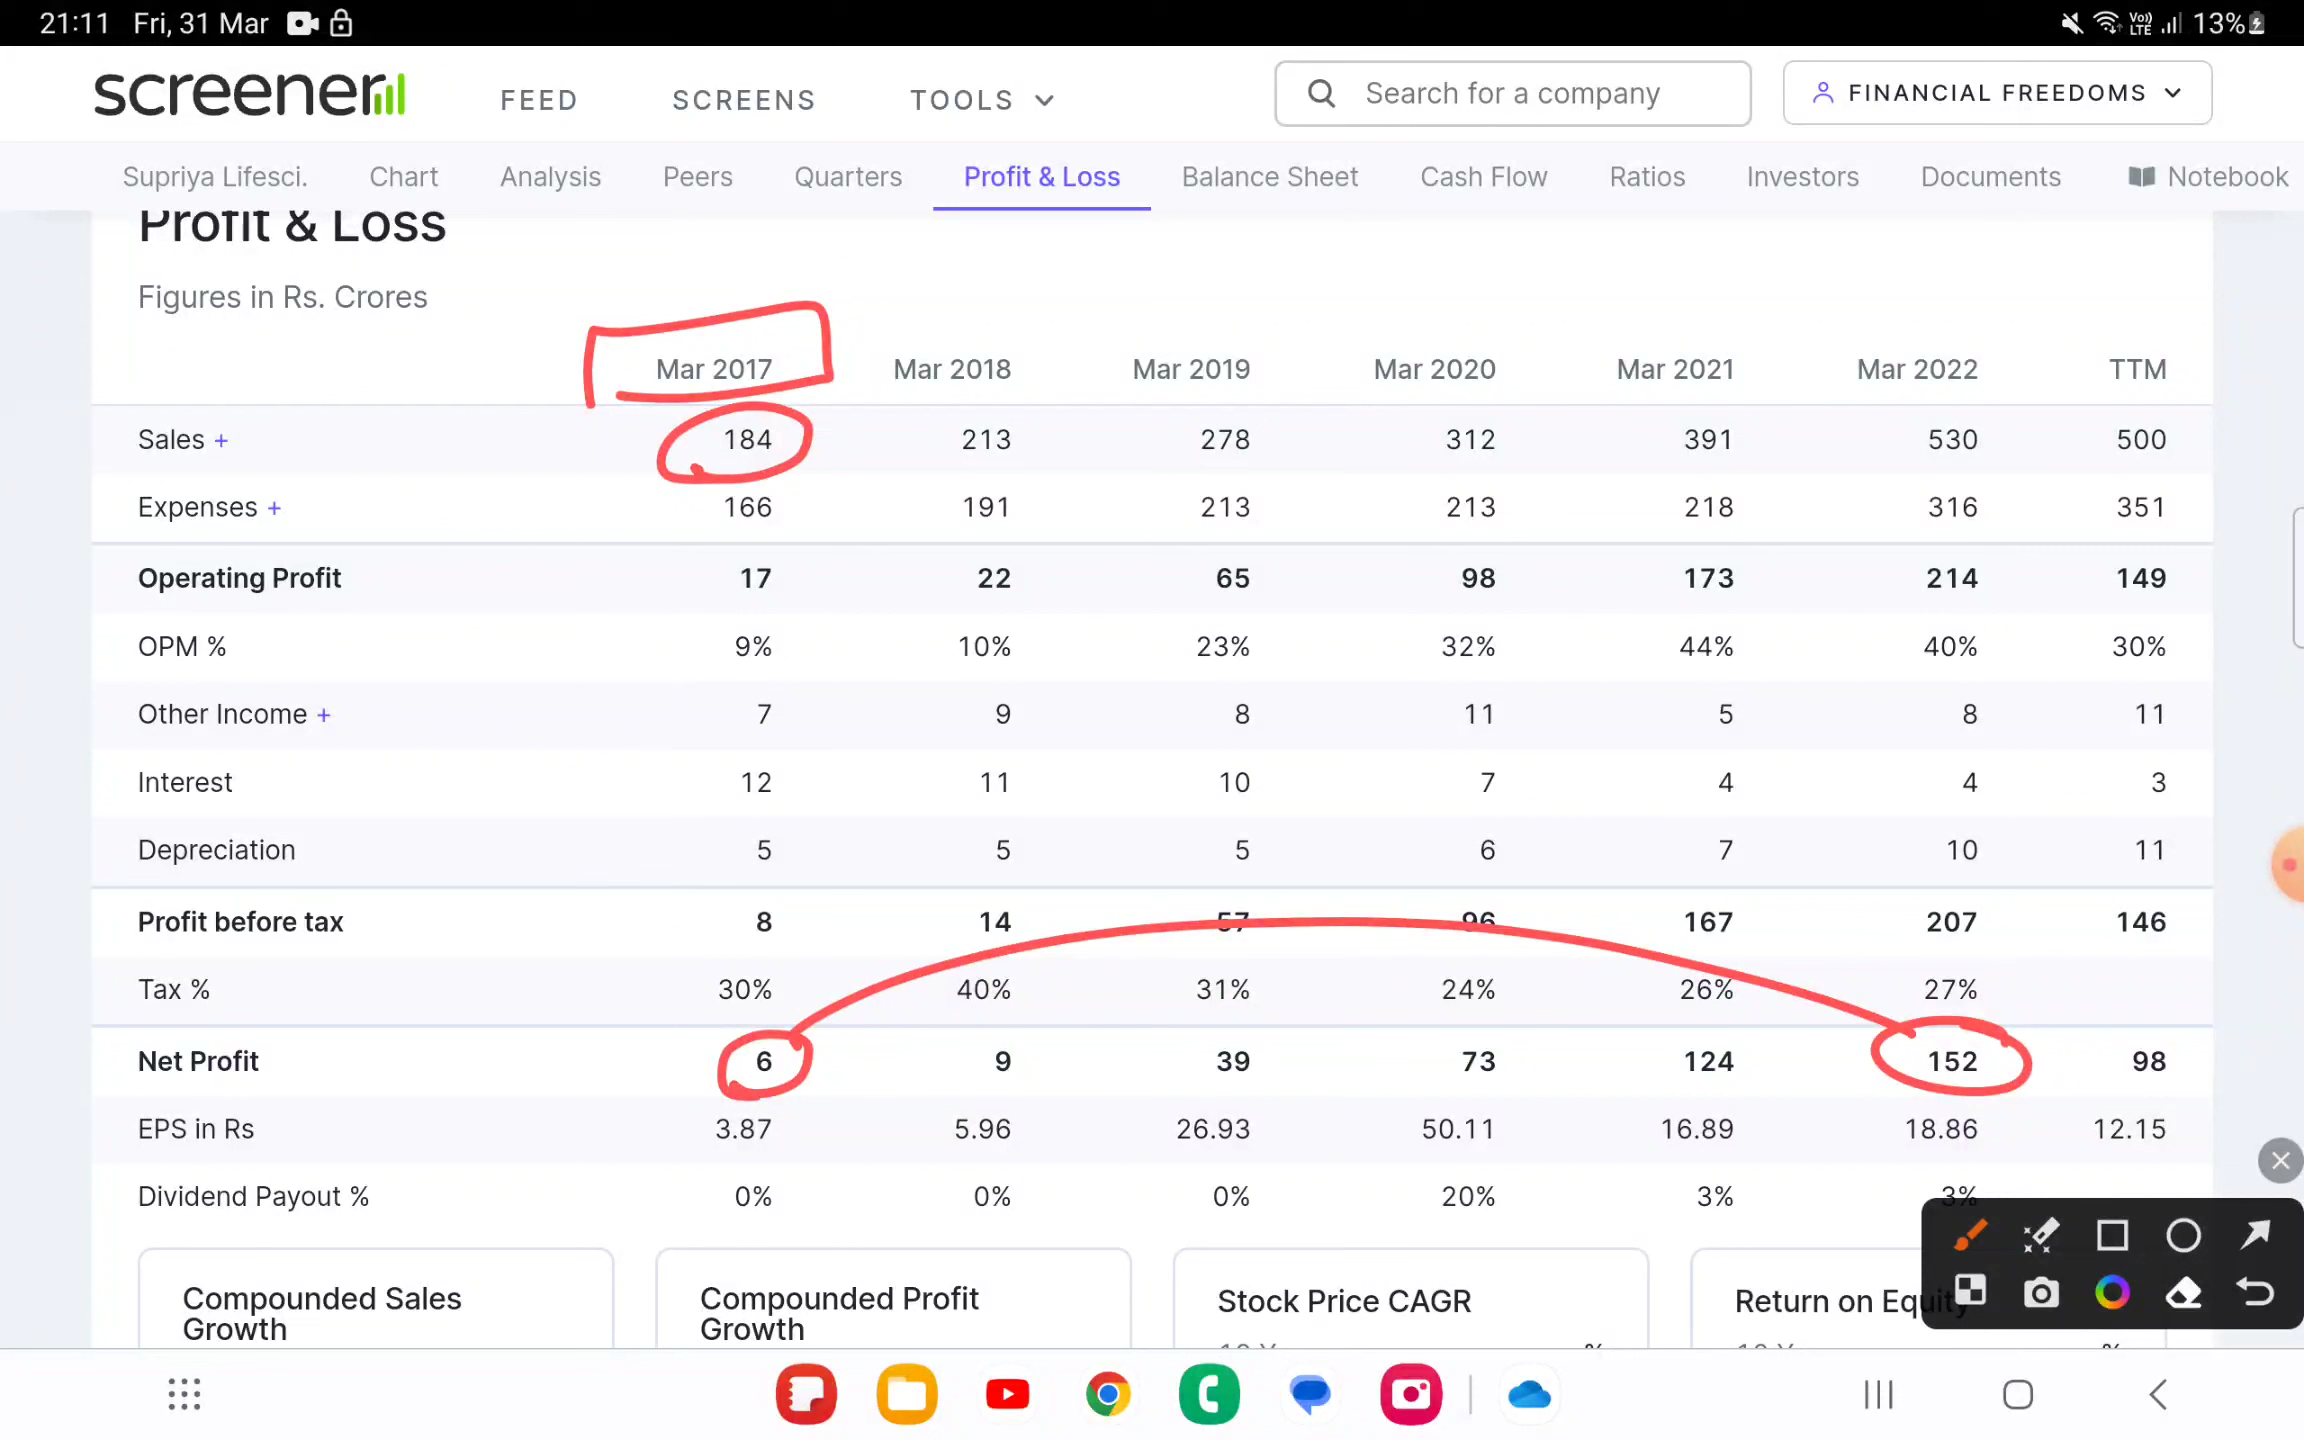 21:11 Fri, 31 Mar Vo)) LTE 13%
screener FEED SCREENS TOOLS Search for a company FINANCIAL FREEDOMS
Supriya Lifesci. Chart Analysis Peers Quarters Profit & Loss Balance Sheet Cash Flow Ratios Investors Documents Notebook
Profit & Loss
Figures in Rs. Crores
Mar 2017 Mar 2018 Mar 2019 Mar 2020 Mar 2021 Mar 2022 TTM
Sales + 184 213 278 312 391 530 500
Expenses + 166 191 213 213 218 316 351
Operating Profit 17 22 65 98 173 214 149
OPM % 9% 10% 23% 32% 44% 40% 30%
Other Income + 7 9 8 11 5 8 11
Interest 12 11 10 7 4 4 3
Depreciation 5 5 5 6 7 10 11
Profit before tax 8 14 57 96 167 207 146
Tax % 30% 40% 31% 24% 26% 27%
Net Profit 6 9 39 73 124 152 98
EPS in Rs 3.87 5.96 26.93 50.11 16.89 18.86 12.15
Dividend Payout % 0% 0% 0% 20% 3% 3%
Compounded Sales Growth Compounded Profit Growth Stock Price CAGR Return on Equity